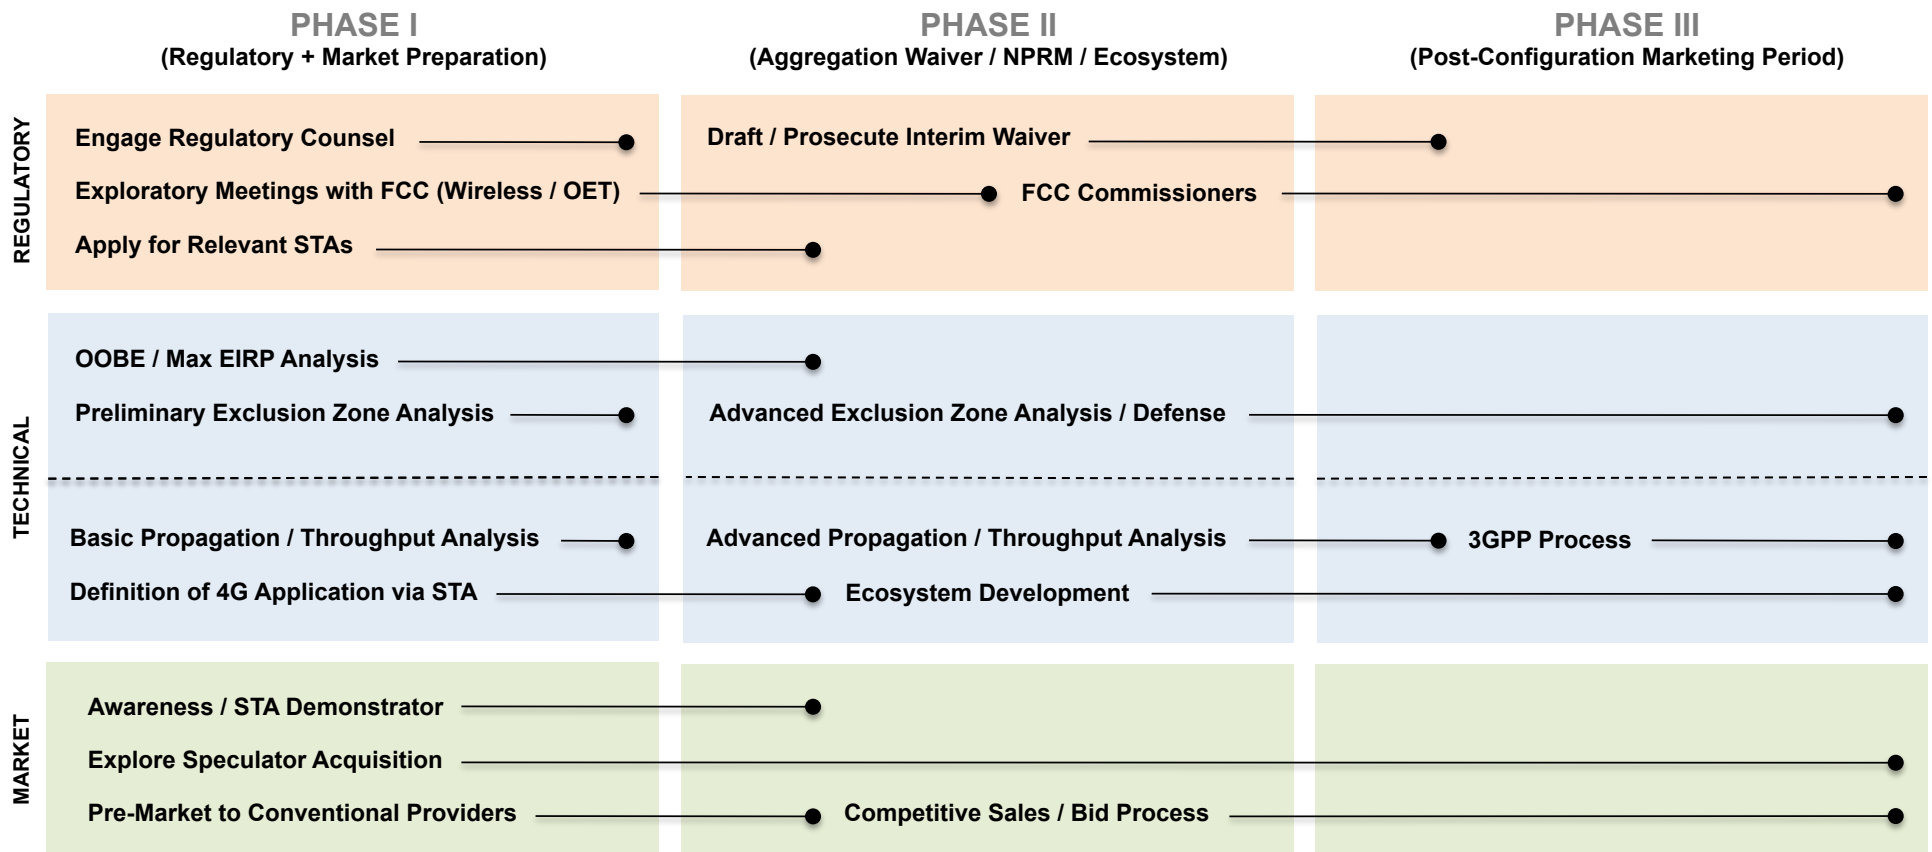 PHASE I
(Regulatory + Market Preparation)
PHASE II
(Aggregation Waiver / NPRM / Ecosystem)
PHASE III
(Post-Configuration Marketing Period)
REGULATORY
Engage Regulatory Counsel
Draft / Prosecute Interim Waiver
Exploratory Meetings with FCC (Wireless / OET)
FCC Commissioners
Apply for Relevant STAs
TECHNICAL
OOBE / Max EIRP Analysis
Preliminary Exclusion Zone Analysis
Advanced Exclusion Zone Analysis / Defense
Basic Propagation / Throughput Analysis
Advanced Propagation / Throughput Analysis
3GPP Process
Definition of 4G Application via STA
Ecosystem Development
MARKET
Awareness / STA Demonstrator
Explore Speculator Acquisition
Pre-Market to Conventional Providers
Competitive Sales / Bid Process